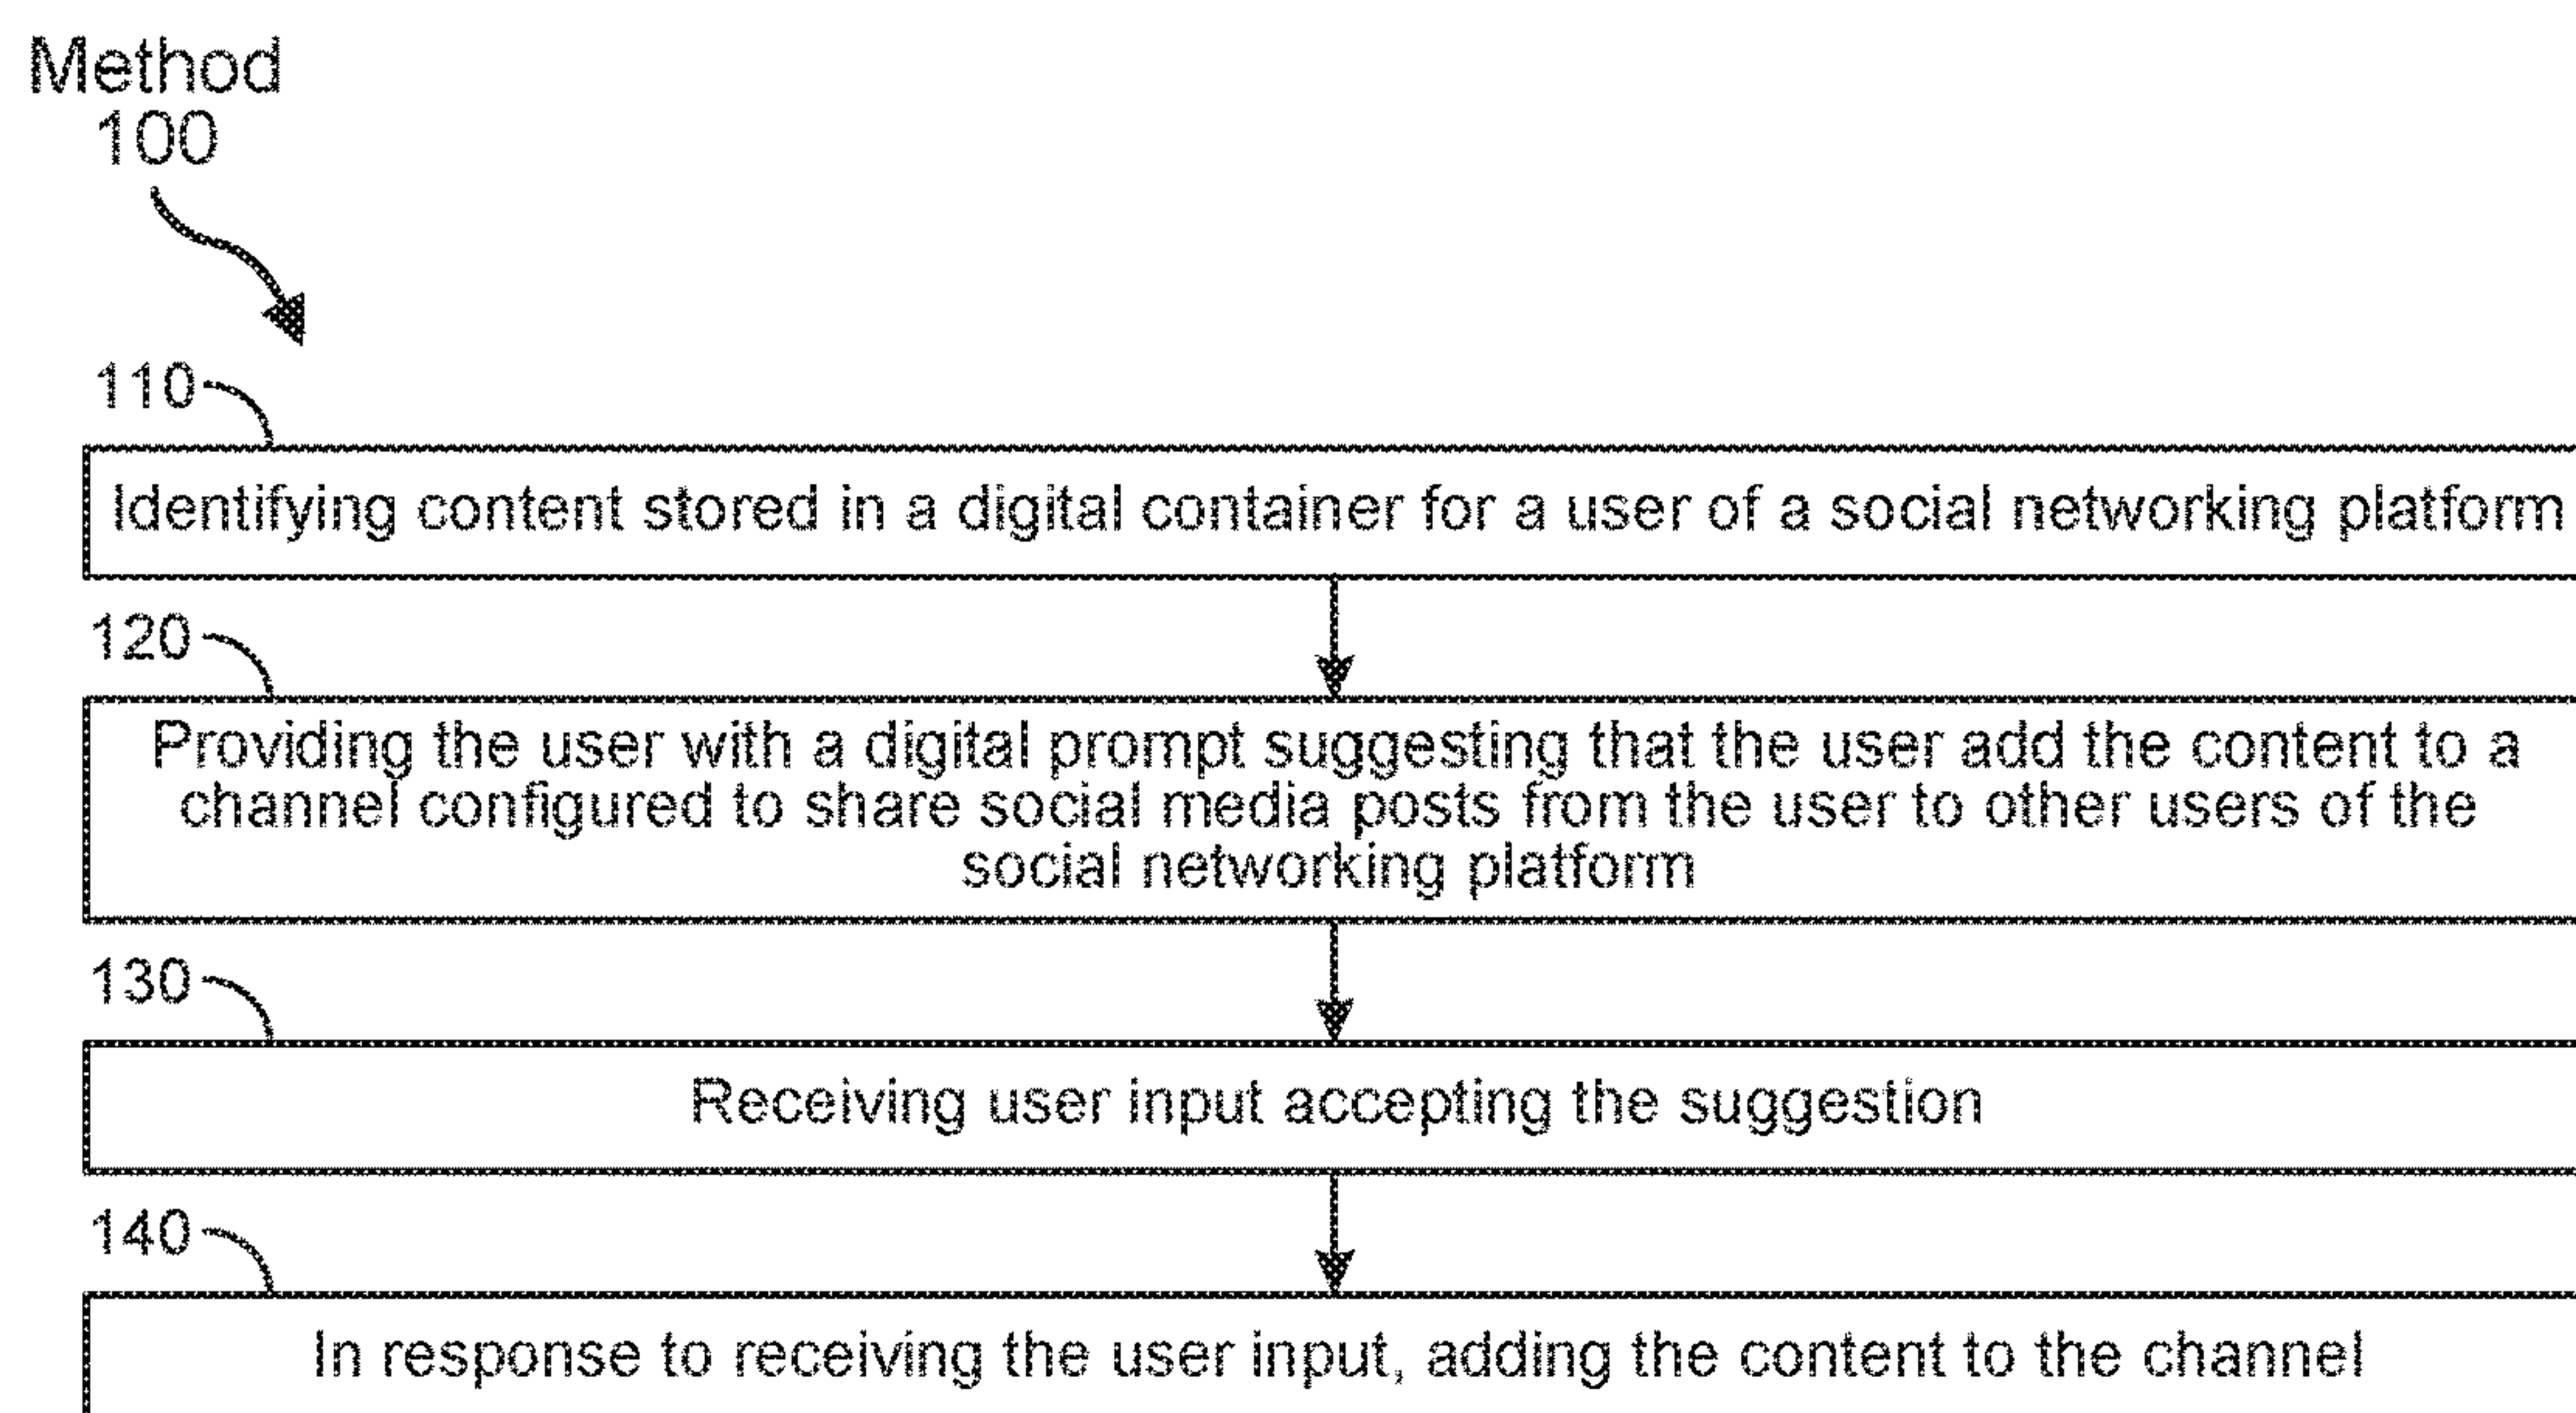 Method
100
110
Identifying content stored in a digital container for a user of a social networking platform
120
Providing the user with a digital prompt suggesting that the user add the content to a
channel configured to share social media posts from the user to other users of the
social networking platform
130
Receiving user input accepting the suggestion
140
In response to receiving the user input, adding the content to the channel